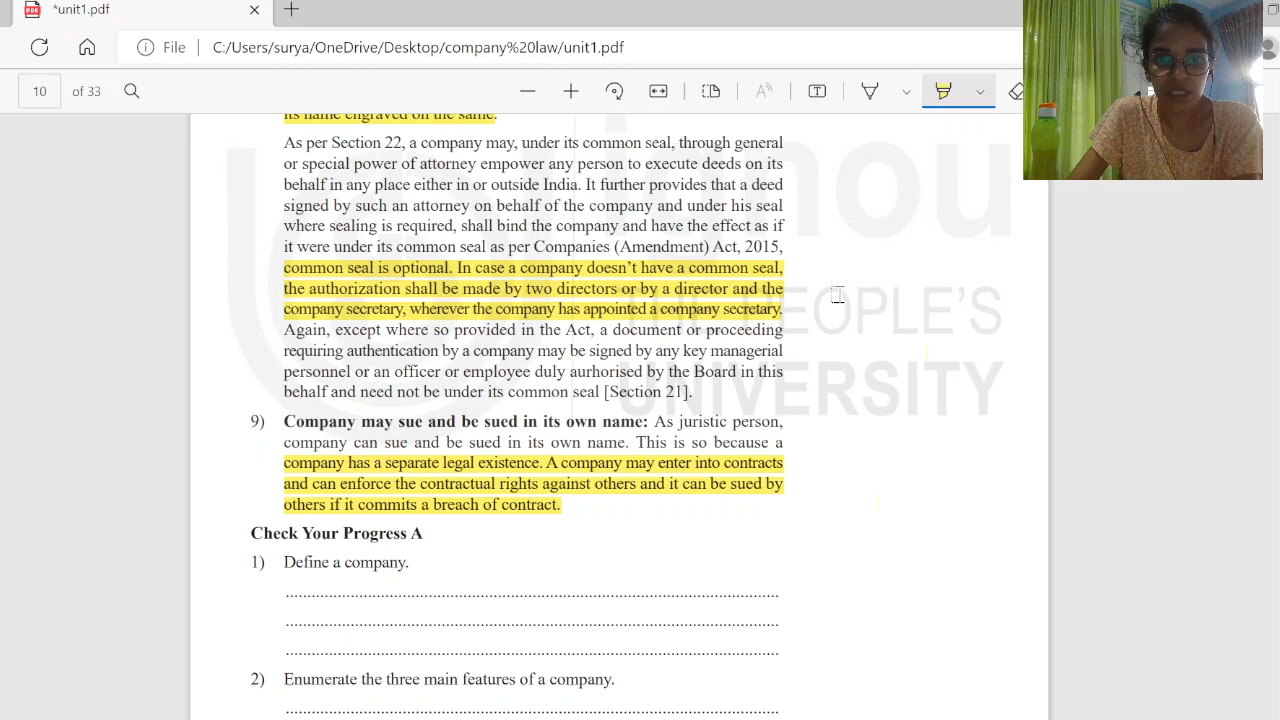 *unit1.pdf
File
C:/Users/surya/OneDrive/Desktop/company%20law/unit1.pdf
10 of 33
its name engraved on the same.
As per Section 22, a company may, under its common seal, through general
or special power of attorney empower any person to execute deeds on its
behalf in any place either in or outside India. It further provides that a deed
signed by such an attorney on behalf of the company and under his seal
where sealing is required, shall bind the company and have the effect as if
it were under its common seal as per Companies (Amendment) Act, 2015,
common seal is optional. In case a company doesn't have a common seal,
the authorization shall be made by two directors or by a director and the
company secretary, wherever the company has appointed a company secretary.
Again, except where so provided in the Act, a document or proceeding
requiring authentication by a company may be signed by any key managerial
personnel or an officer or employee duly aurhorised by the Board in this
behalf and need not be under its common seal [Section 21].
9) Company may sue and be sued in its own name: As juristic person,
company can sue and be sued in its own name. This is so because a
company has a separate legal existence. A company may enter into contracts
and can enforce the contractual rights against others and it can be sued by
others if it commits a breach of contract.
Check Your Progress A
1) Define a company.
...................................................................................................................
...................................................................................................................
...................................................................................................................
2) Enumerate the three main features of a company.
...................................................................................................................
ignou
THE PEOPLE'S
UNIVERSITY